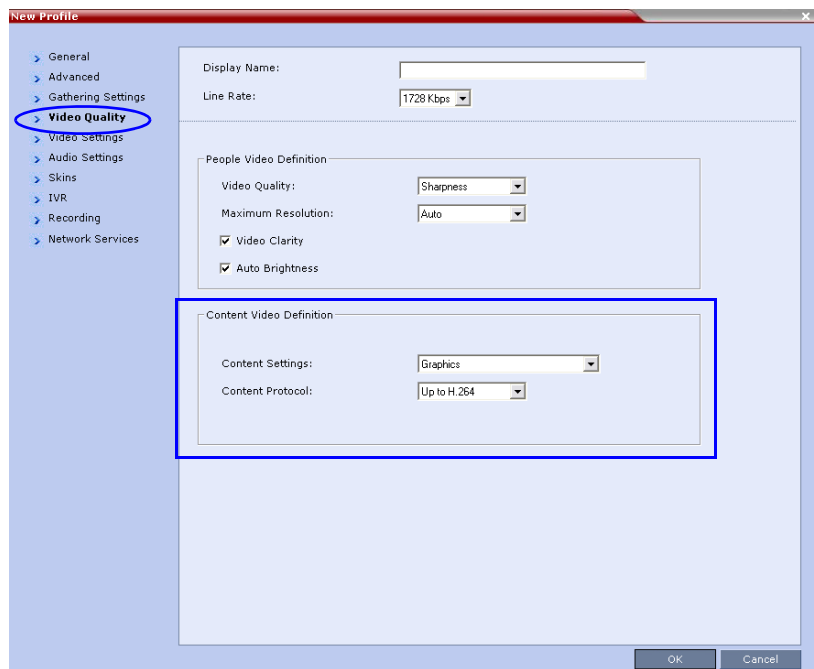 New Profile
General
Advanced
Gathering Settings
Video Quality
Video Settings
Audio Settings
Skins
IVR
Recording
Network Services
Display Name:
Line Rate: 1728 Kbps
People Video Definition
Video Quality: Sharpness
Maximum Resolution: Auto
Video Clarity
Auto Brightness
Content Video Definition
Content Settings: Graphics
Content Protocol: Up to H.264
OK Cancel